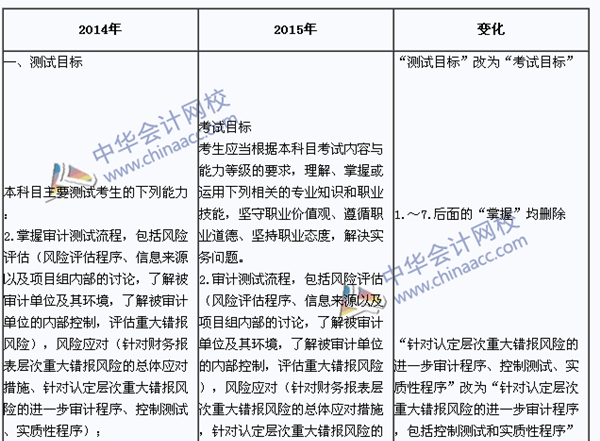 2014年
2015年
变化
一、测试目标
本科目主要测试考生的下列能力
：
2.掌握审计测试流程，包括风险
评估（风险评估程序、信息来源
以及项目组内部的讨论，了解被
审计单位及其环境，了解被审计
单位的内部控制，评估重大错报
风险），风险应对（针对财务报
表层次重大错报风险的总体应对
措施、针对认定层次重大错报风
险的进一步审计程序、控制测试
、实质性程序）；
考试目标
考生应当根据本科目考试内容与
能力等级的要求，理解、掌握或
运用下列相关的专业知识和职业
技能，坚守职业价值观、遵循职
业道德、坚持职业态度，解决实
务问题。
2.审计测试流程，包括风险评估
（风险评估程序、信息来源以及
项目组内部的讨论，了解被审计
单位及其环境，了解被审计单位
的内部控制，评估重大错报风险
），风险应对（针对财务报表层
次重大错报风险的总体应对措施
，针对认定层次重大错报风险的
“测试目标”改为“考试目标”
1.～7.后面的“掌握”均删除
“针对认定层次重大错报风险的
进一步审计程序、控制测试、实
质性程序”改为“针对认定层次
重大错报风险的进一步审计程序
，包括控制测试和实质性程序”
中华会计网校
www.chinaacc.com
中华会计网校
www.chinaacc.com